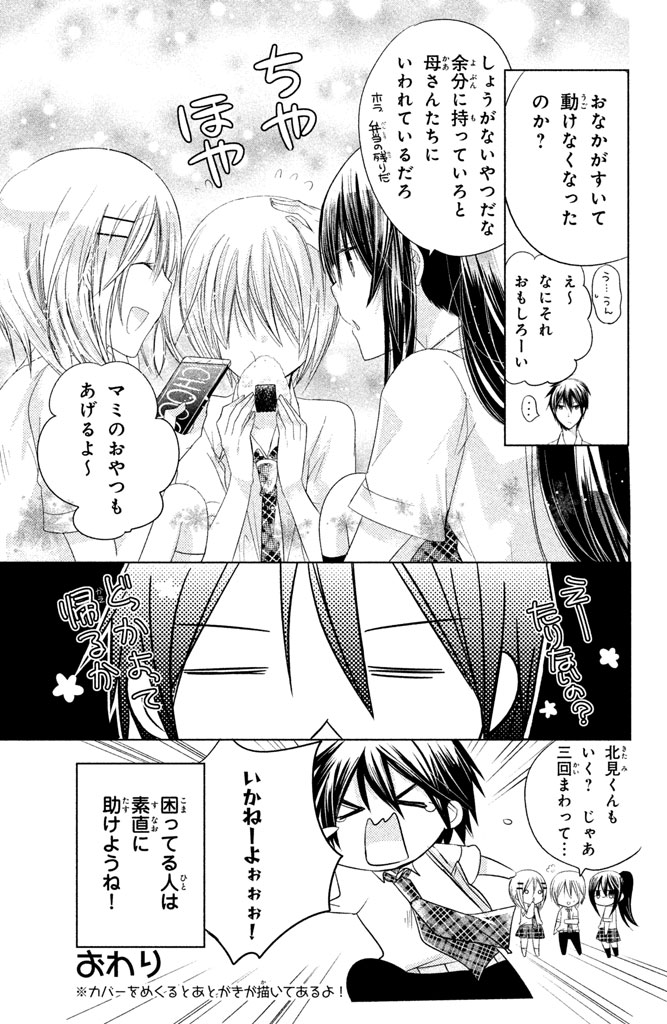 おなかがすいて
動けなくなった
のか?
う…うん
え〜
なにそれ
おもしろーい
…
しょうがないやつだな
余分に持っていろと
母さんたちに
いわれているだろ
ホラ
弁当の残りだ
ちや
ほや
CHOC
マミのおやつも
あげるよ〜
えー
たりないの?
どっかよって
帰るか
北見くんも
いく? じゃあ
三回まわって…
いかねーよぉぉぉ!
困ってる人は
素直に
助けようね!
おわり
※カバーをめくるとあとがきが描いてあるよ!